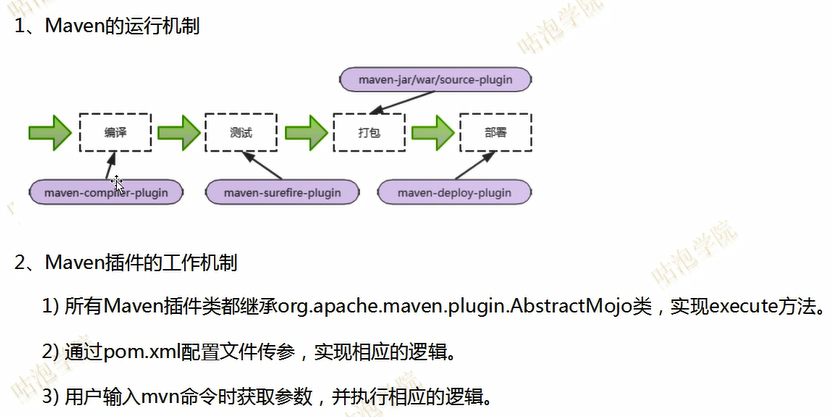 咕泡学院
1、Maven的运行机制
maven-jar/war/source-plugin
编译
测试
打包
部署
maven-compiler-plugin
maven-surefire-plugin
maven-deploy-plugin
咕泡学院
2、Maven插件的工作机制
1) 所有Maven插件类都继承org.apache.maven.plugin.AbstractMojo类，实现execute方法。
2) 通过pom.xml配置文件传参，实现相应的逻辑。
咕泡学院
3) 用户输入mvn命令时获取参数，并执行相应的逻辑。